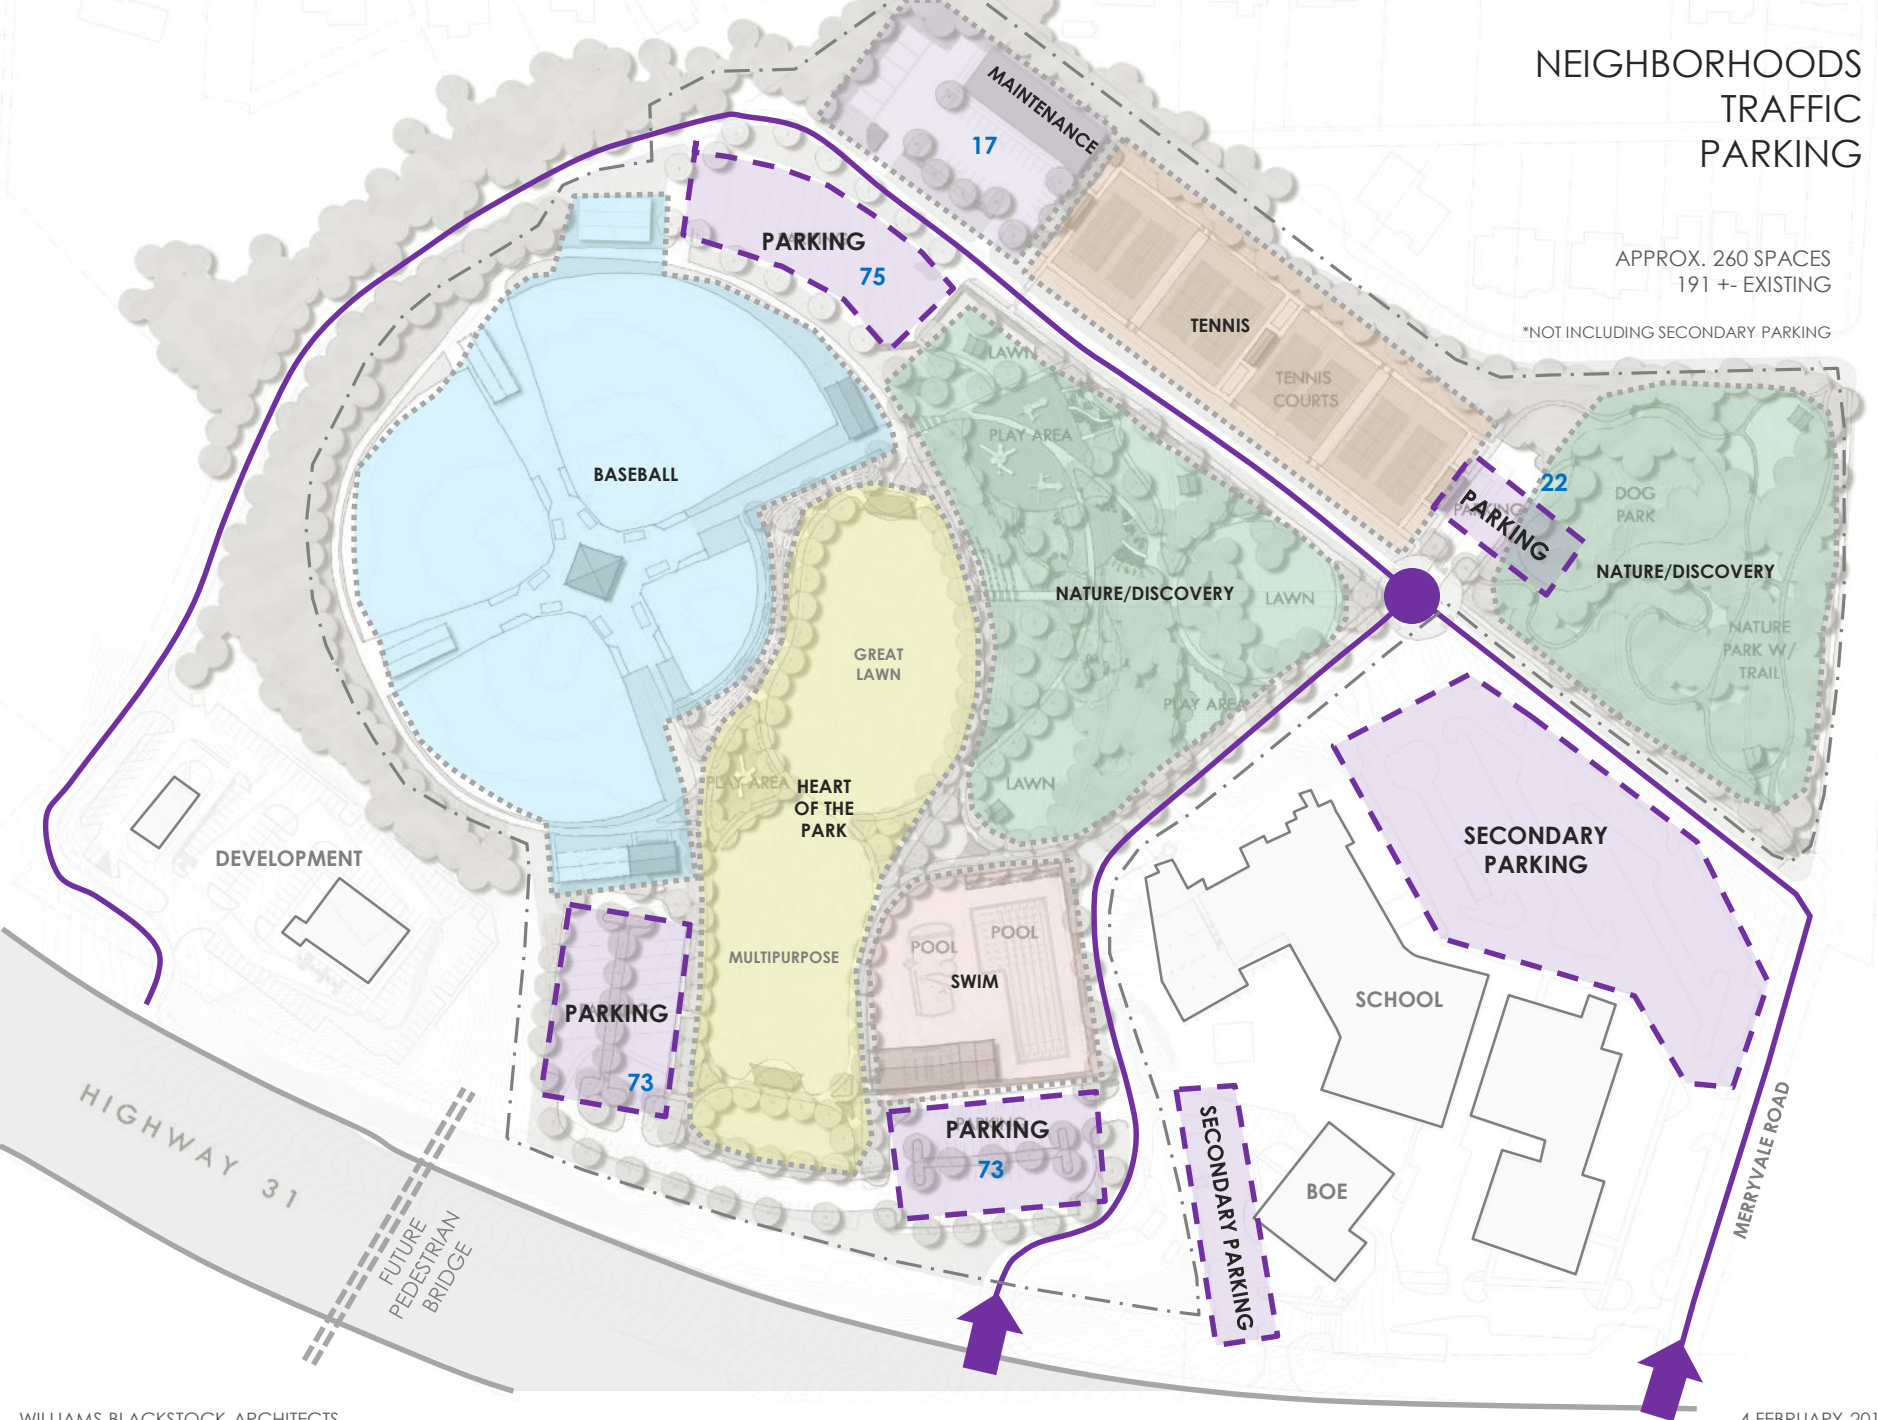 NEIGHBORHOODS
TRAFFIC
PARKING
APPROX. 260 SPACES
191 +- EXISTING
*NOT INCLUDING SECONDARY PARKING
MAINTENANCE
17
PARKING
75
TENNIS
TENNIS
COURTS
LAWN
PLAY AREA
BASEBALL
22
PARKING
DOG
PARK
NATURE/DISCOVERY
NATURE/DISCOVERY
LAWN
NATURE
PARK W/
TRAIL
GREAT
LAWN
PLAY AREA
PLAY AREA
LAWN
HEART
OF THE
PARK
SECONDARY
PARKING
DEVELOPMENT
MULTIPURPOSE
POOL
POOL
SWIM
SCHOOL
PARKING
73
PARKING
73
SECONDARY PARKING
BOE
MERRYVALE ROAD
HIGHWAY 31
FUTURE
PEDESTRIAN
BRIDGE
WILLIAMS BLACKSTOCK ARCHITECTS
4 FEBRUARY, 201